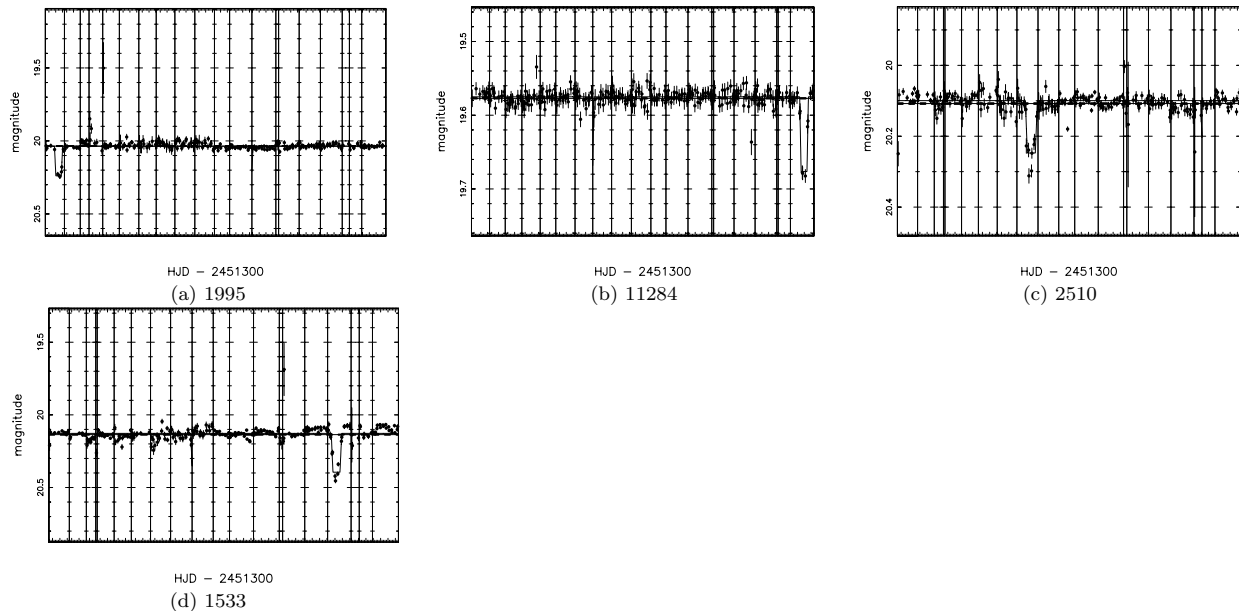 19.5
20
20.5
magnitude
HJD – 2451300
(a) 1995
19.5
19.6
19.7
magnitude
HJD – 2451300
(b) 11284
20
20.2
20.4
magnitude
HJD – 2451300
(c) 2510
19.5
20
20.5
magnitude
HJD – 2451300
(d) 1533